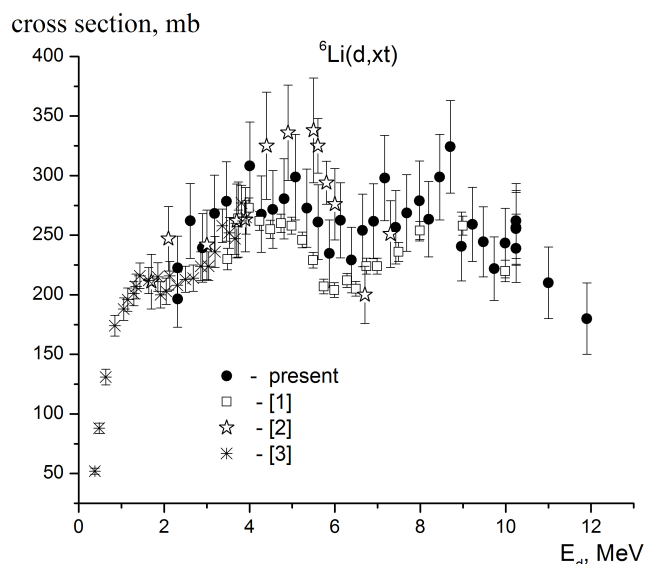 cross section, mb
⁶Li(d,xt)
400
350
300
250
200
150
100
50
- present
- [1]
- [2]
- [3]
0 2 4 6 8 10 12
E_d, MeV